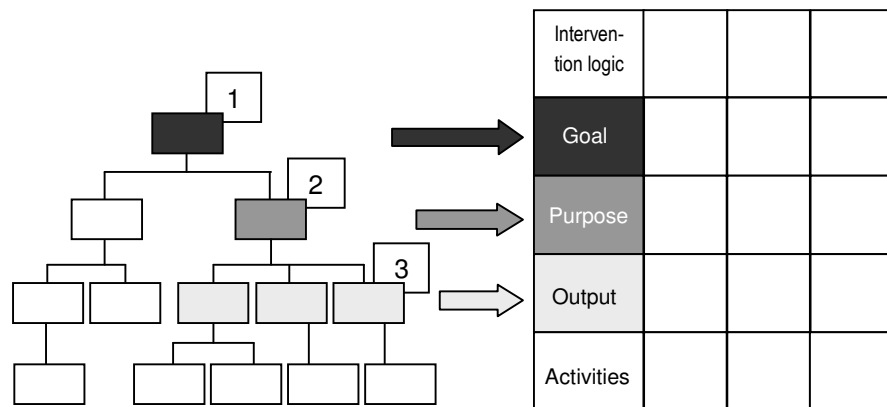 1
2
3
Interven-
tion logic
Goal
Purpose
Output
Activities